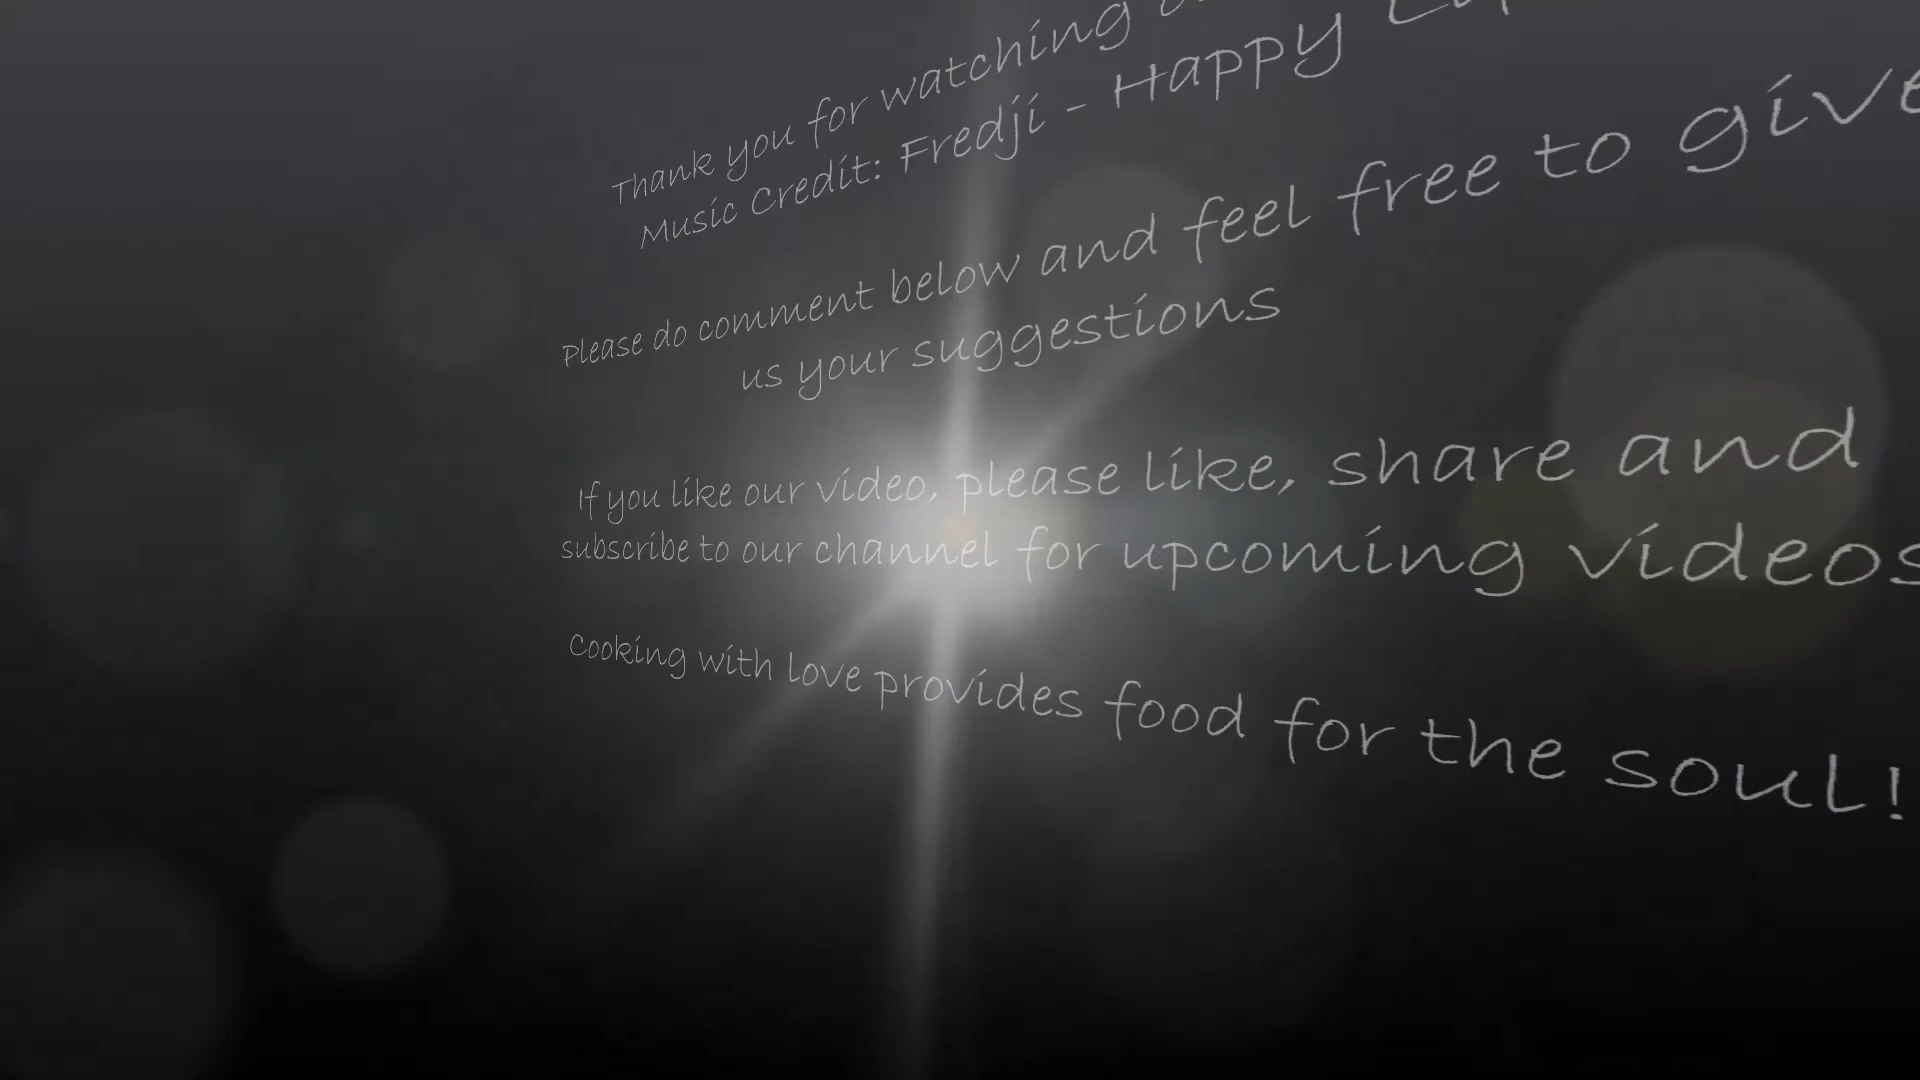 Thank you for watching
Music Credit: Fredji - Happy
Please do comment below and feel free to give
us your suggestions
If you like our video, please like, share and
subscribe to our channel for upcoming videos
Cooking with love provides food for the soul!